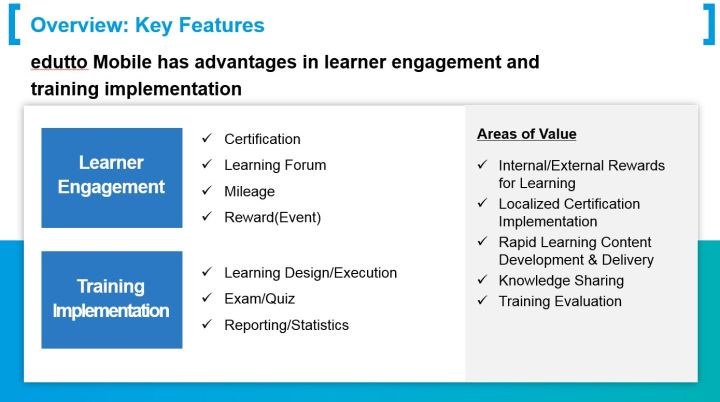 Overview: Key Features
edutto Mobile has advantages in learner engagement and
training implementation
Learner
Engagement
✓ Certification
✓ Learning Forum
✓ Mileage
✓ Reward(Event)
Training
Implementation
✓ Learning Design/Execution
✓ Exam/Quiz
✓ Reporting/Statistics
Areas of Value
✓ Internal/External Rewards
for Learning
✓ Localized Certification
Implementation
✓ Rapid Learning Content
Development & Delivery
✓ Knowledge Sharing
✓ Training Evaluation